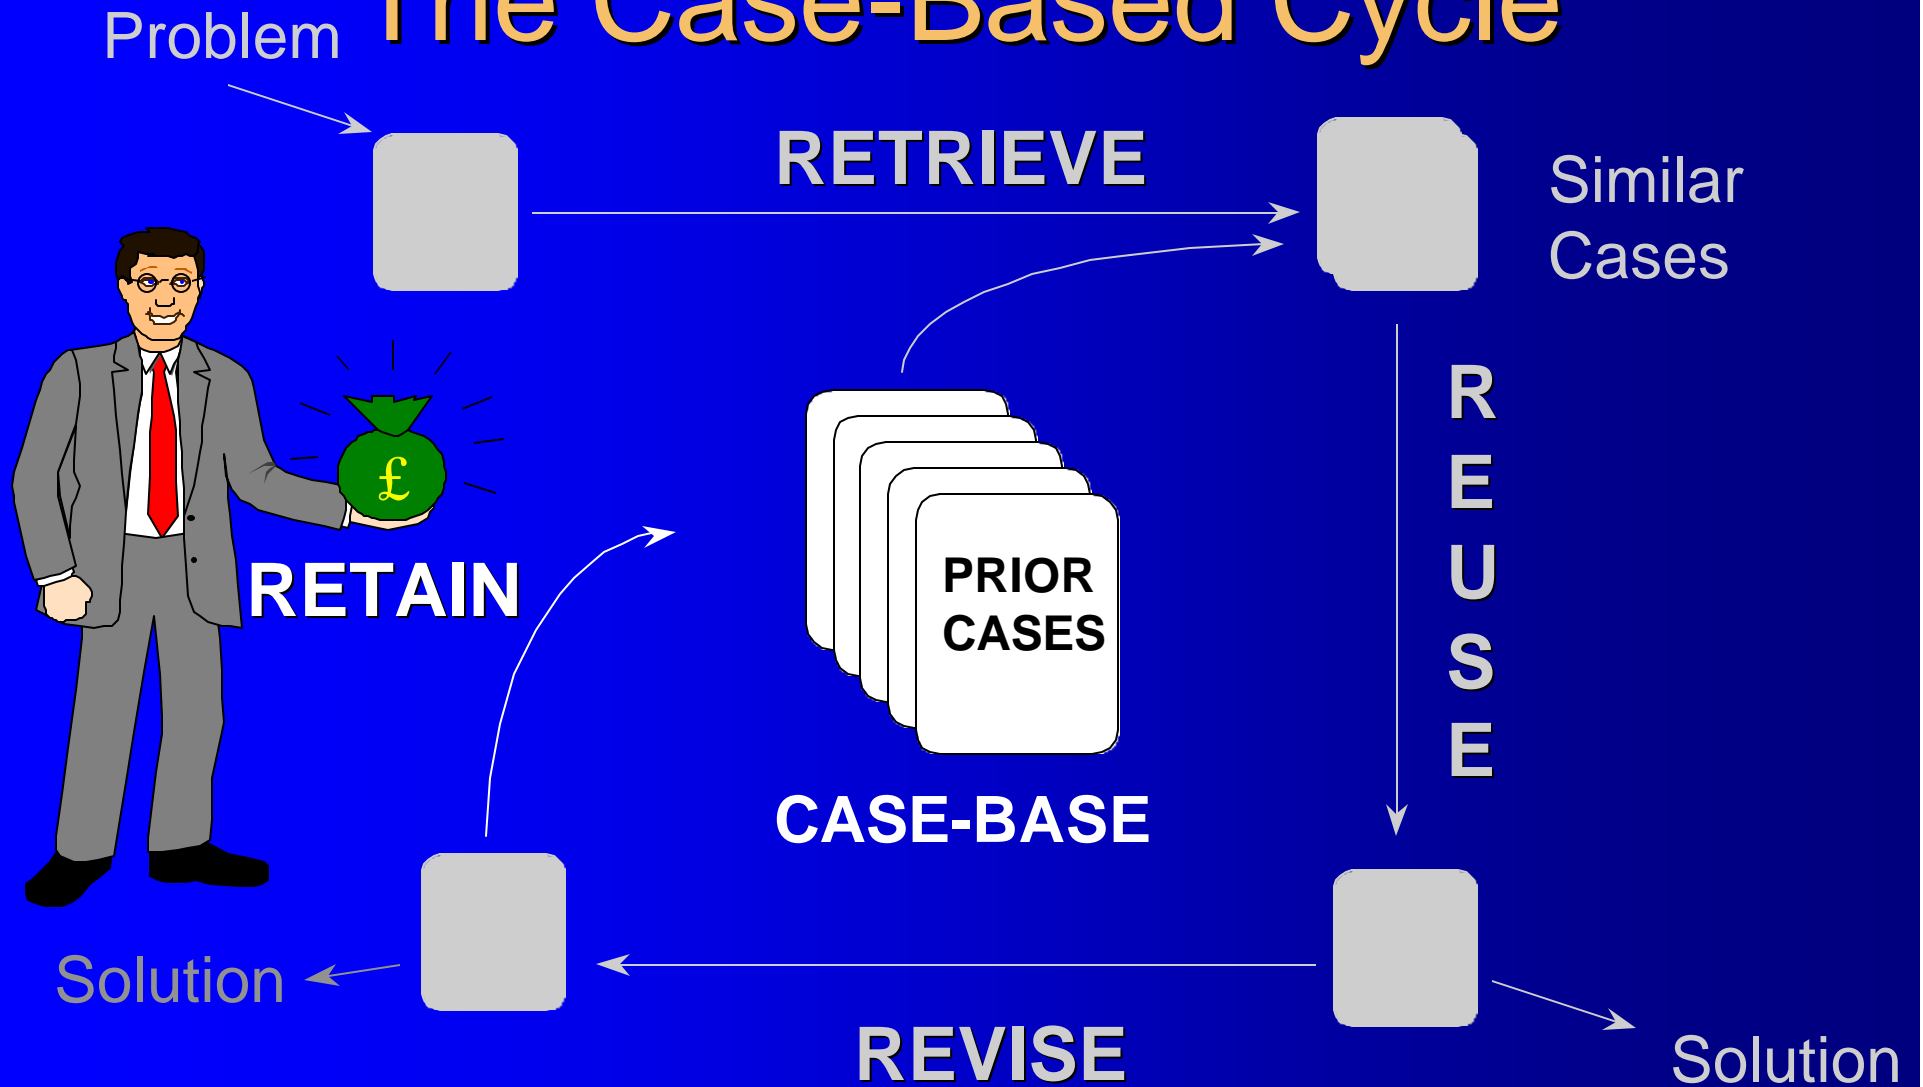 The Case-Based Cycle
Problem
RETRIEVE
Similar
Cases
R
E
U
S
E
£
RETAIN
PRIOR
CASES
CASE-BASE
Solution
REVISE
Solution